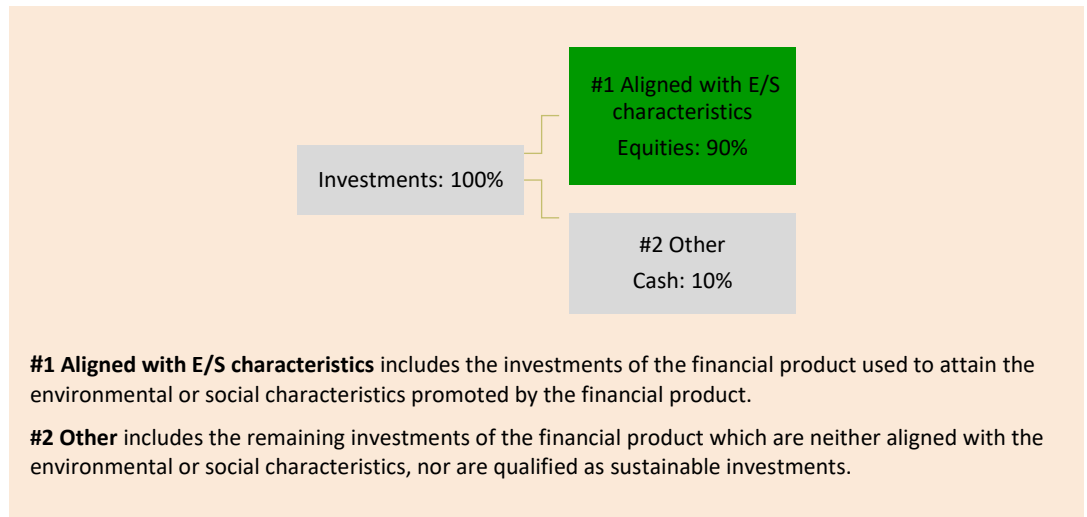 #1 Aligned with E/S
characteristics
Equities: 90%
Investments: 100%
#2 Other
Cash: 10%
#1 Aligned with E/S characteristics includes the investments of the financial product used to attain the
environmental or social characteristics promoted by the financial product.
#2 Other includes the remaining investments of the financial product which are neither aligned with the
environmental or social characteristics, nor are qualified as sustainable investments.